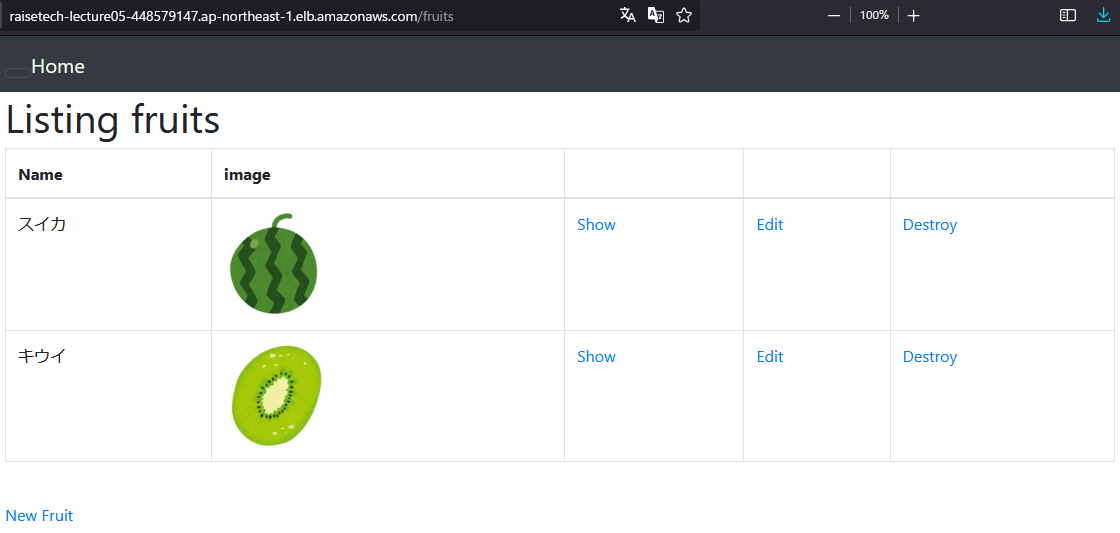 raisetech-lecture05-448579147.ap-northeast-1.elb.amazonaws.com/fruits 100%
Home
Listing fruits
Name image
スイカ Show Edit Destroy
キウイ Show Edit Destroy
New Fruit